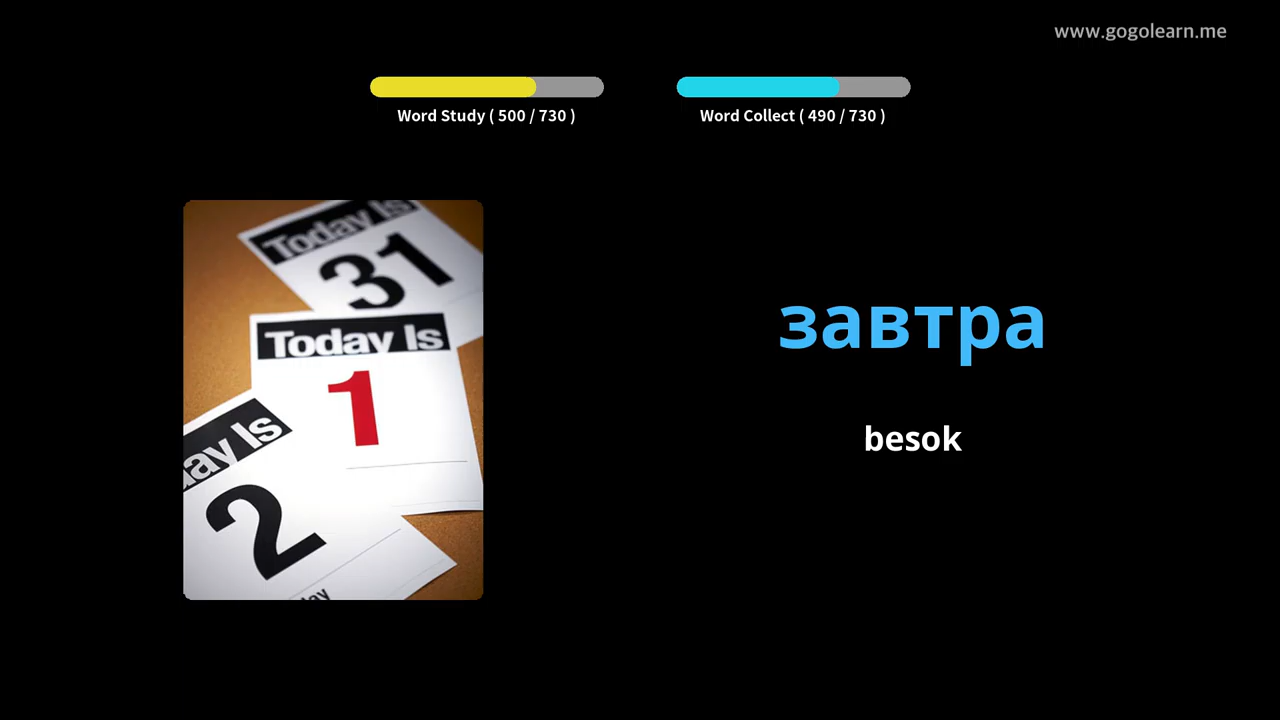 www.gogolearn.me
Word Study ( 500 / 730 )
Word Collect ( 490 / 730 )
Today Is
31
Today Is
1
ay Is
2
завтра
besok